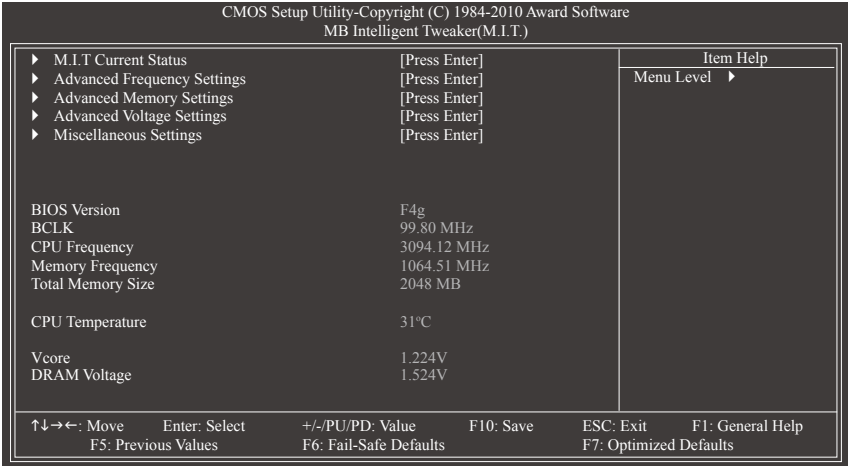 CMOS Setup Utility-Copyright (C) 1984-2010 Award Software
MB Intelligent Tweaker(M.I.T.)
M.I.T Current Status [Press Enter]
Advanced Frequency Settings [Press Enter]
Advanced Memory Settings [Press Enter]
Advanced Voltage Settings [Press Enter]
Miscellaneous Settings [Press Enter]
Item Help
Menu Level
BIOS Version F4g
BCLK 99.80 MHz
CPU Frequency 3094.12 MHz
Memory Frequency 1064.51 MHz
Total Memory Size 2048 MB
CPU Temperature 31°C
Vcore 1.224V
DRAM Voltage 1.524V
↑↓→←: Move Enter: Select +/-/PU/PD: Value F10: Save ESC: Exit F1: General Help
F5: Previous Values F6: Fail-Safe Defaults F7: Optimized Defaults